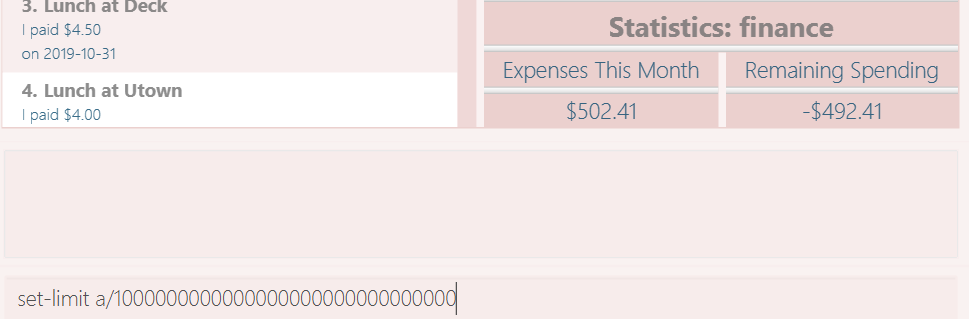 3. Lunch at Deck
I paid $4.50
on 2019-10-31
4. Lunch at Utown
I paid $4.00
Statistics: finance
Expenses This Month Remaining Spending
$502.41 -$492.41
set-limit a/100000000000000000000000000000000